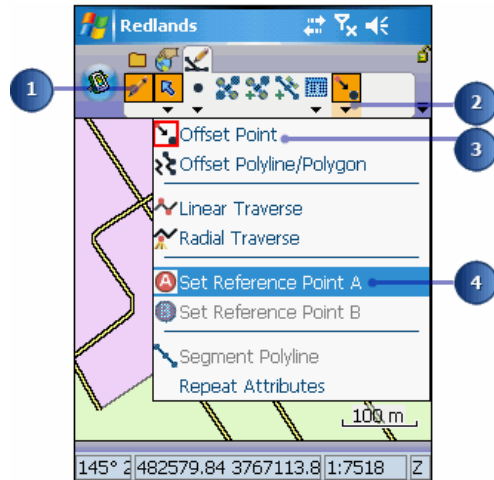 Redlands
1
2
Offset Point
3
Offset Polyline/Polygon
Linear Traverse
Radial Traverse
A Set Reference Point A
4
B Set Reference Point B
Segment Polyline
Repeat Attributes
100 m
145° 2 482579.84 3767113.8 1:7518 Z